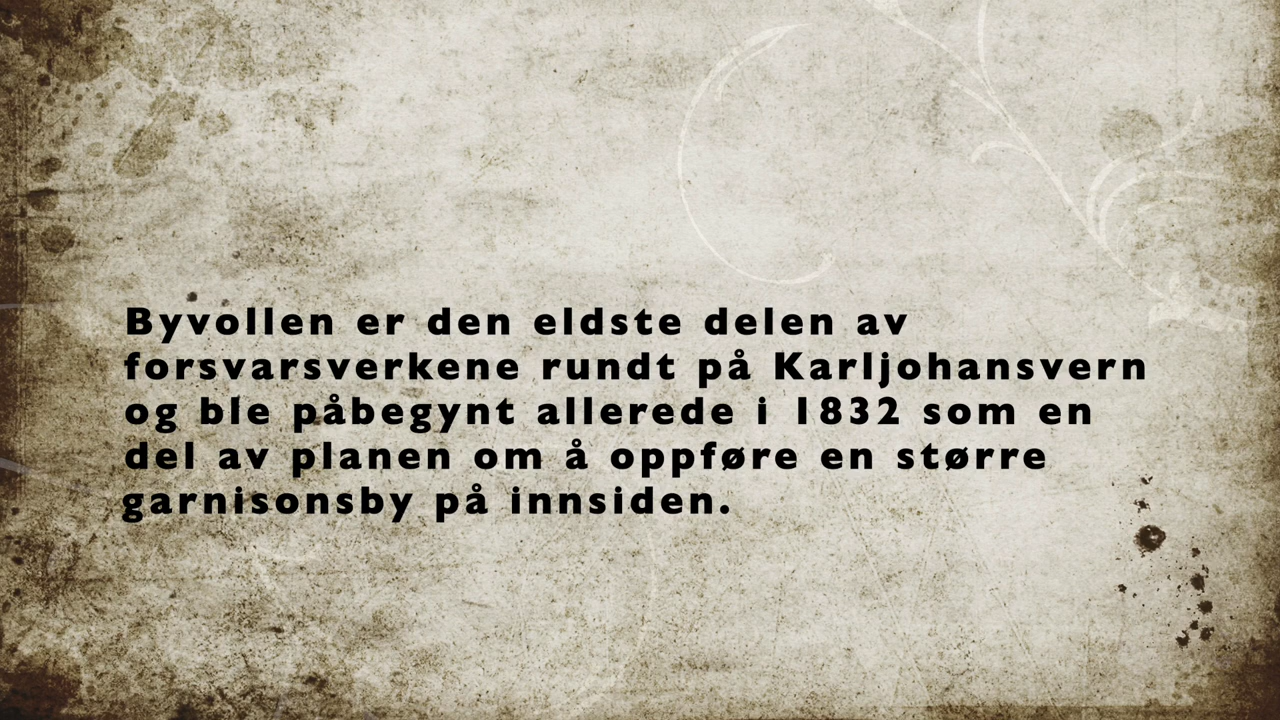 Byvollen er den eldste delen av
forsvarsverkene rundt på Karljohansvern
og ble påbegynt allerede i 1832 som en
del av planen om å oppføre en større
garnisonsby på innsiden.